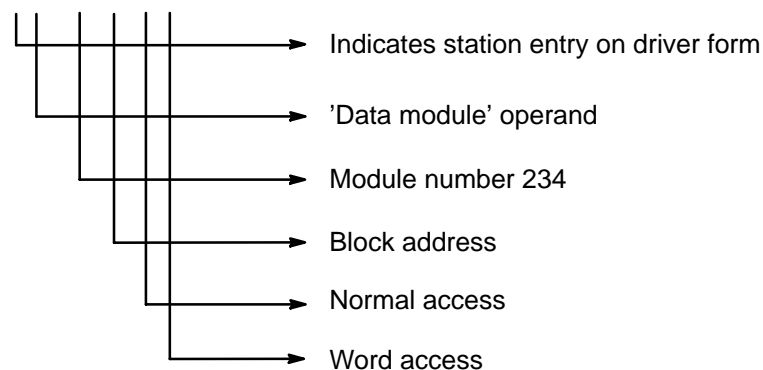 Indicates station entry on driver form
’Data module’ operand
Module number 234
Block address
Normal access
Word access